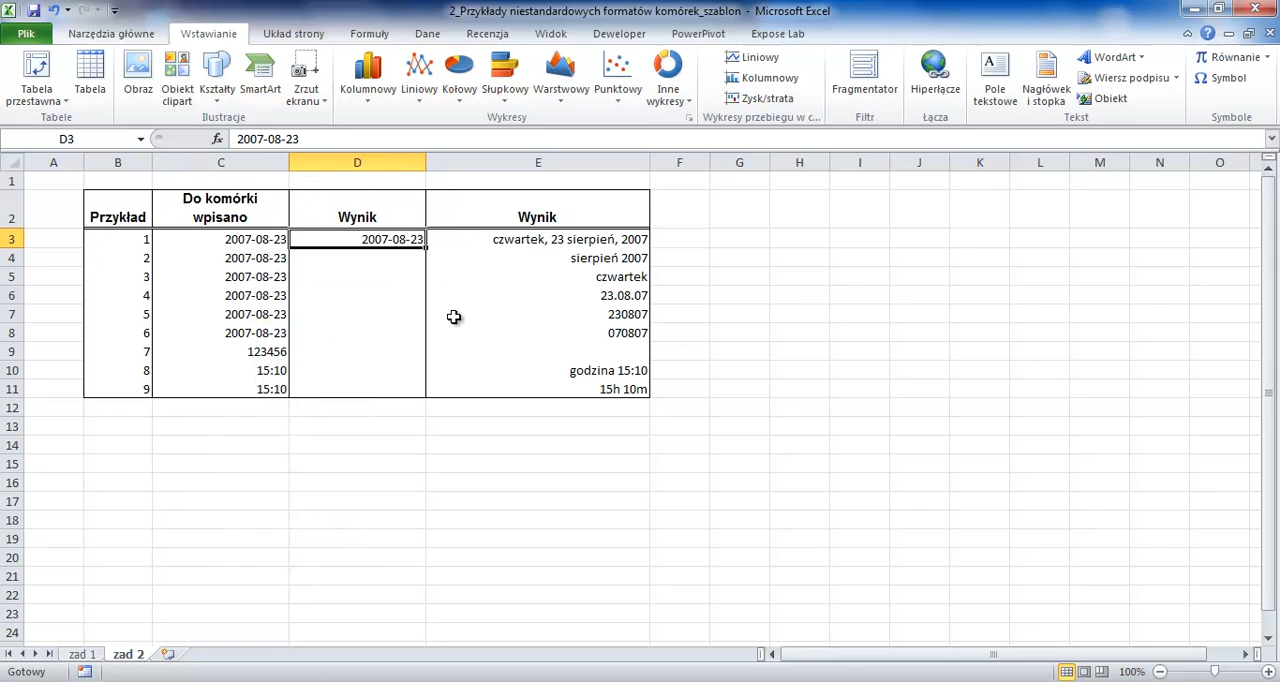 2_Przykłady niestandardowych formatów komórek_szablon - Microsoft Excel
Plik Narzędzia główne Wstawianie Układ strony Formuły Dane Recenzja Widok Deweloper PowerPivot Expose Lab
Tabela przestawna Tabela Obraz Obiekt clipart Kształty SmartArt Zrzut ekranu Kolumnowy Liniowy Kołowy Słupkowy Warstwowy Punktowy Inne wykresy Liniowy Kolumnowy Zysk/strata Fragmentator Hiperłącze Pole tekstowe Nagłówek i stopka WordArt Wiersz podpisu Obiekt Równanie Symbol
Tabele Ilustracje Wykresy Wykresy przebiegu w c... Filtr Łącza Tekst Symbole
D3 fx 2007-08-23
A B C D E F G H I J K L M N O
1
2 Przykład Do komórki wpisano Wynik Wynik
3 1 2007-08-23 2007-08-23 czwartek, 23 sierpień, 2007
4 2 2007-08-23 sierpień 2007
5 3 2007-08-23 czwartek
6 4 2007-08-23 23.08.07
7 5 2007-08-23 230807
8 6 2007-08-23 070807
9 7 123456
10 8 15:10 godzina 15:10
11 9 15:10 15h 10m
12
13
14
15
16
17
18
19
20
21
22
23
24
zad 1 zad 2
Gotowy 100%